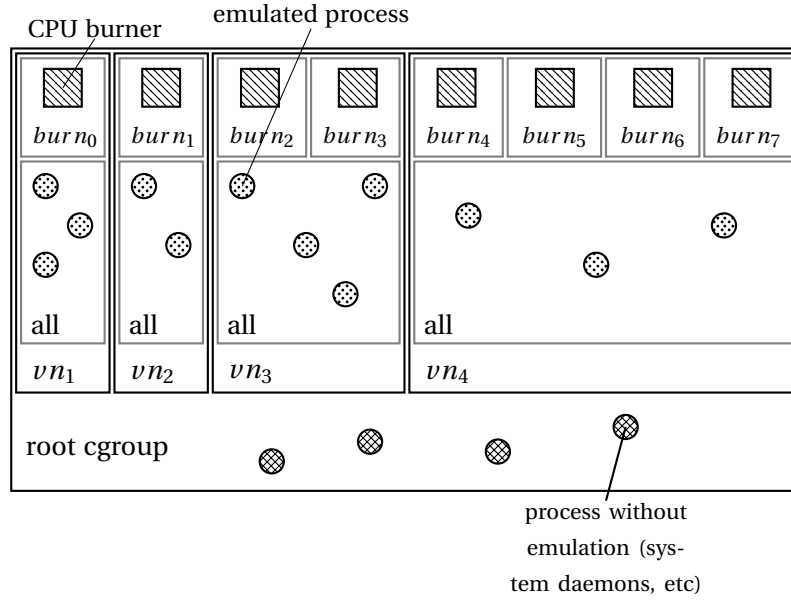 emulated process
CPU burner
burn₀ burn₁ burn₂ burn₃ burn₄ burn₅ burn₆ burn₇
all all all all
vn₁ vn₂ vn₃ vn₄
root cgroup
process without
emulation (sys-
tem daemons, etc)